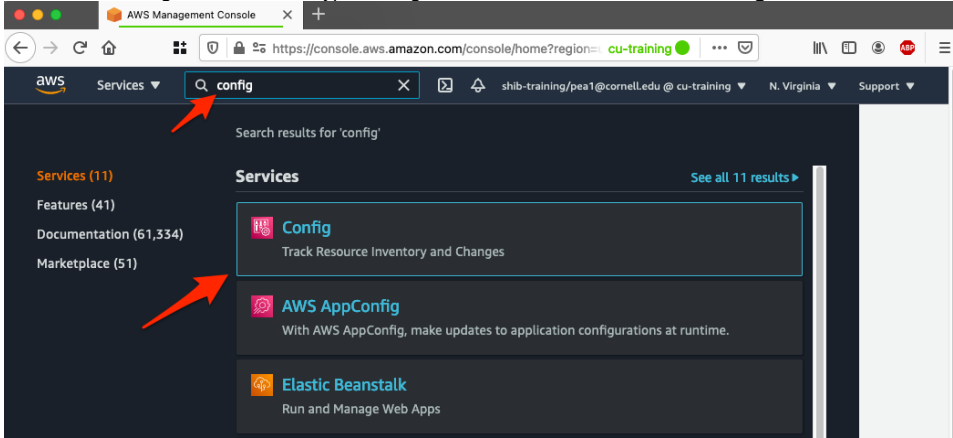 AWS Management Console
https://console.aws.amazon.com/console/home?region= cu-training
ABP
aws Services config shib-training/pea1@cornell.edu @ cu-training N. Virginia Support
Search results for 'config'
Services (11)
Features (41)
Documentation (61,334)
Marketplace (51)
Services See all 11 results
Config
Track Resource Inventory and Changes
AWS AppConfig
With AWS AppConfig, make updates to application configurations at runtime.
Elastic Beanstalk
Run and Manage Web Apps